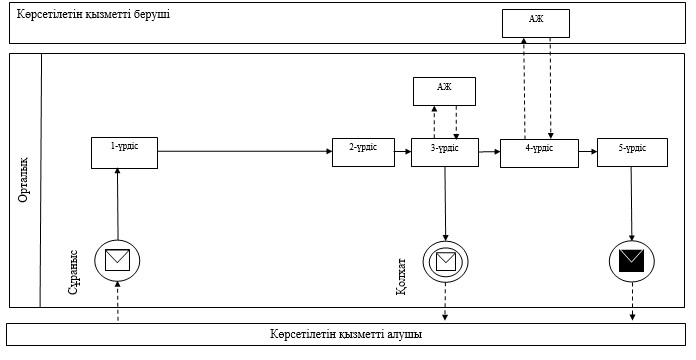 Көрсетілетін қызметті беруші
АЖ
АЖ
1-үрдіс
2-үрдіс
3-үрдіс
4-үрдіс
5-үрдіс
Орталық
Сұраныс
Қолхат
Көрсетілетін қызметті алушы